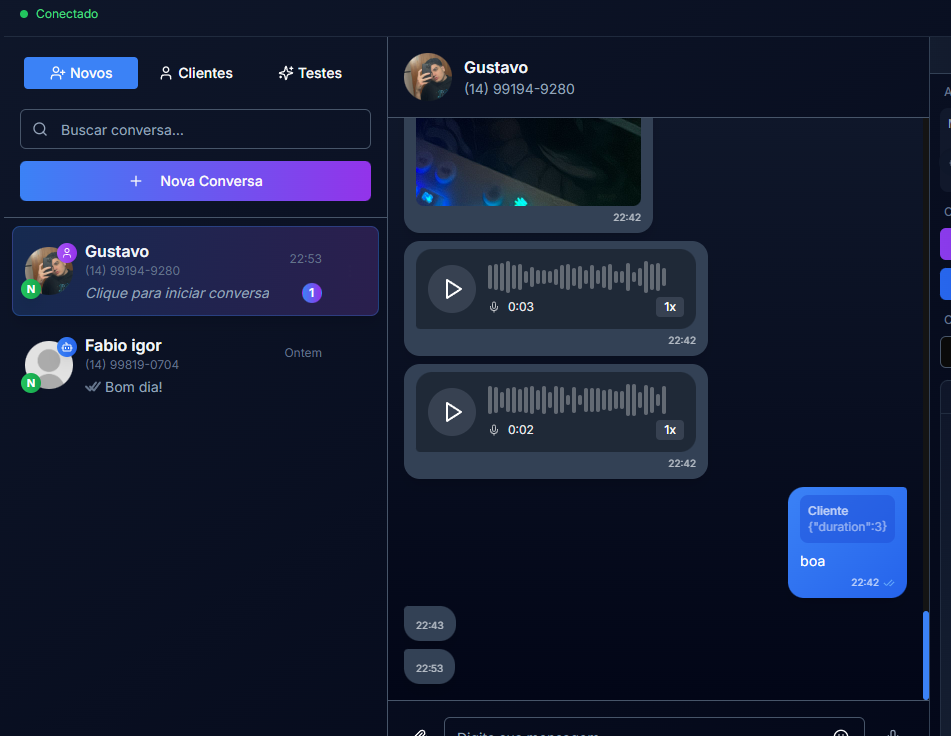 Conectado
Novos
Clientes
Testes
Buscar conversa...
Nova Conversa
Gustavo
22:53
(14) 99194-9280
Clique para iniciar conversa
1
N
Fabio igor
Ontem
(14) 99819-0704
Bom dia!
N
Gustavo
(14) 99194-9280
22:42
0:03
1x
22:42
0:02
1x
22:42
Cliente
{"duration":3}
boa
22:42
22:43
22:53